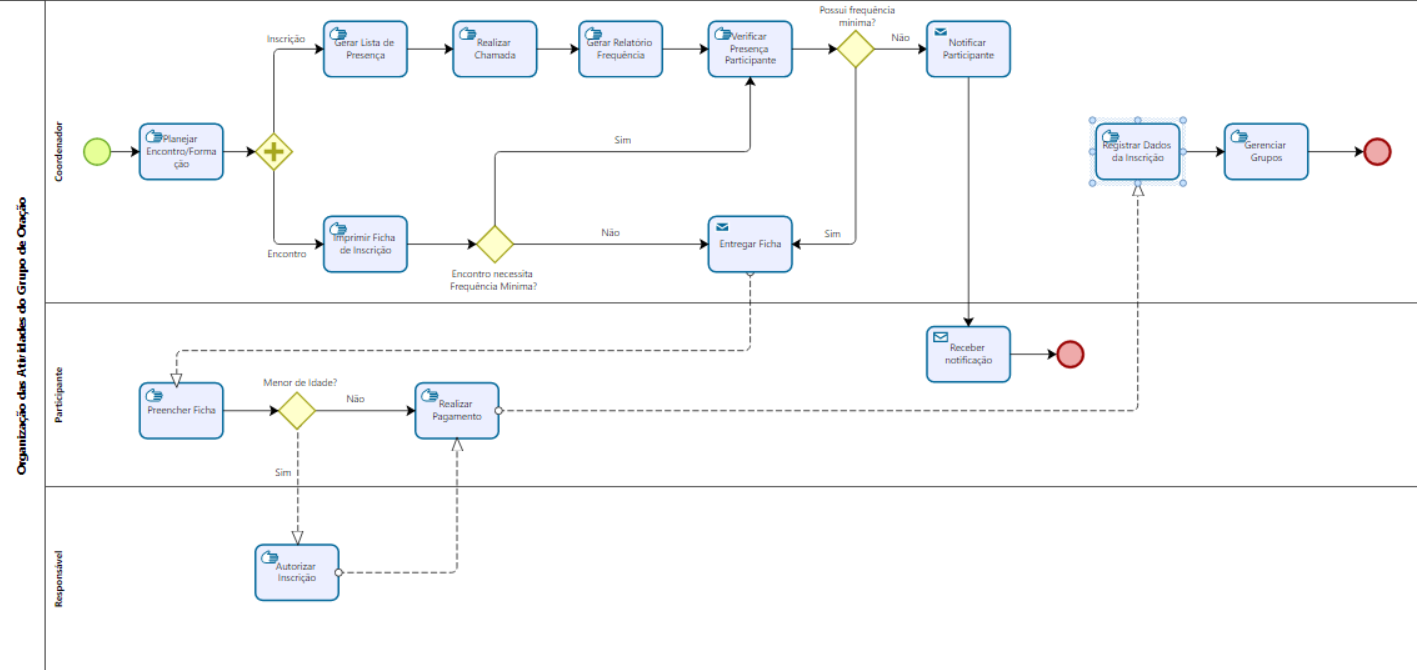 Organização das Atividades do Grupo de Oração
Coordenador
Participante
Responsável
Planejar
Encontro/Forma
ção
Inscrição
Encontro
Gerar Lista de
Presença
Realizar
Chamada
Gerar Relatório
Frequência
Verificar
Presença
Participante
Possui frequência
mínima?
Não
Notificar
Participante
Sim
Imprimir Ficha
de Inscrição
Encontro necessita
Frequência Mínima?
Não
Entregar Ficha
Sim
Registrar Dados
da Inscrição
Gerenciar
Grupos
Receber
notificação
Preencher Ficha
Menor de Idade?
Não
Realizar
Pagamento
Sim
Autorizar
Inscrição